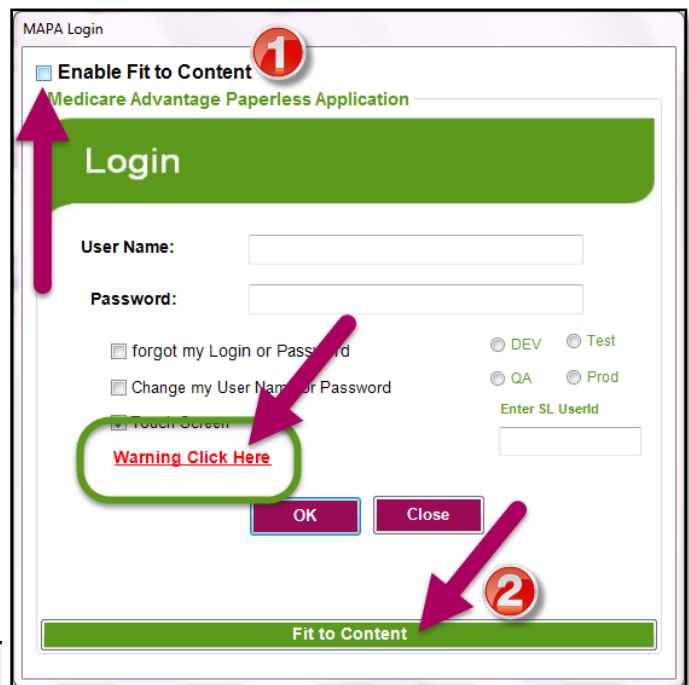 MAPA Login
1
Enable Fit to Content
Medicare Advantage Paperless Application
Login
User Name:
Password:
forgot my Login or Password
DEV
Test
Change my User Name or Password
QA
Prod
Touch Screen
Enter SL UserId
Warning Click Here
OK
Close
2
Fit to Content